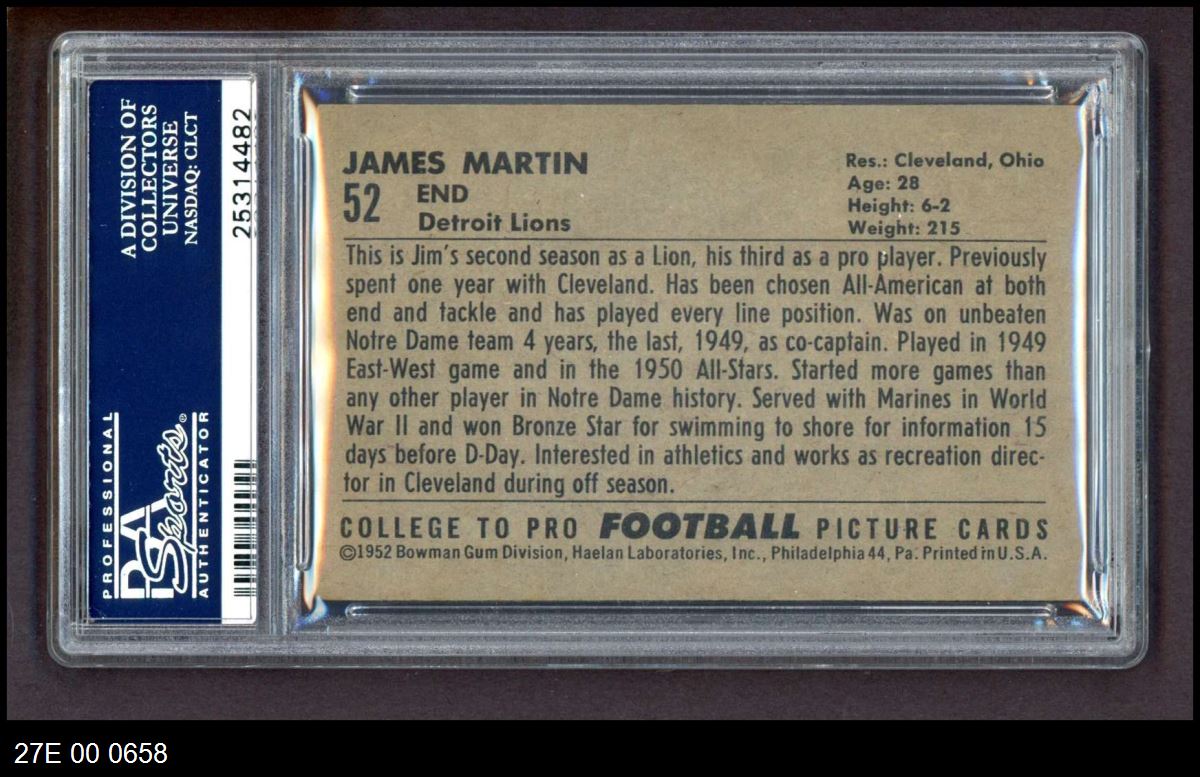 A DIVISION OF
COLLECTORS
UNIVERSE
NASDAQ: CLCT
PROFESSIONAL
PSA
Sports®
AUTHENTICATOR
25314482
JAMES MARTIN
52
END
Detroit Lions
Res.: Cleveland, Ohio
Age: 28
Height: 6-2
Weight: 215
This is Jim's second season as a Lion, his third as a pro player. Previously
spent one year with Cleveland. Has been chosen All-American at both
end and tackle and has played every line position. Was on unbeaten
Notre Dame team 4 years, the last, 1949, as co-captain. Played in 1949
East-West game and in the 1950 All-Stars. Started more games than
any other player in Notre Dame history. Served with Marines in World
War II and won Bronze Star for swimming to shore for information 15
days before D-Day. Interested in athletics and works as recreation direc-
tor in Cleveland during off season.
COLLEGE TO PRO FOOTBALL PICTURE CARDS
©1952 Bowman Gum Division, Haelan Laboratories, Inc., Philadelphia 44, Pa. Printed in U.S.A.
27E 00 0658